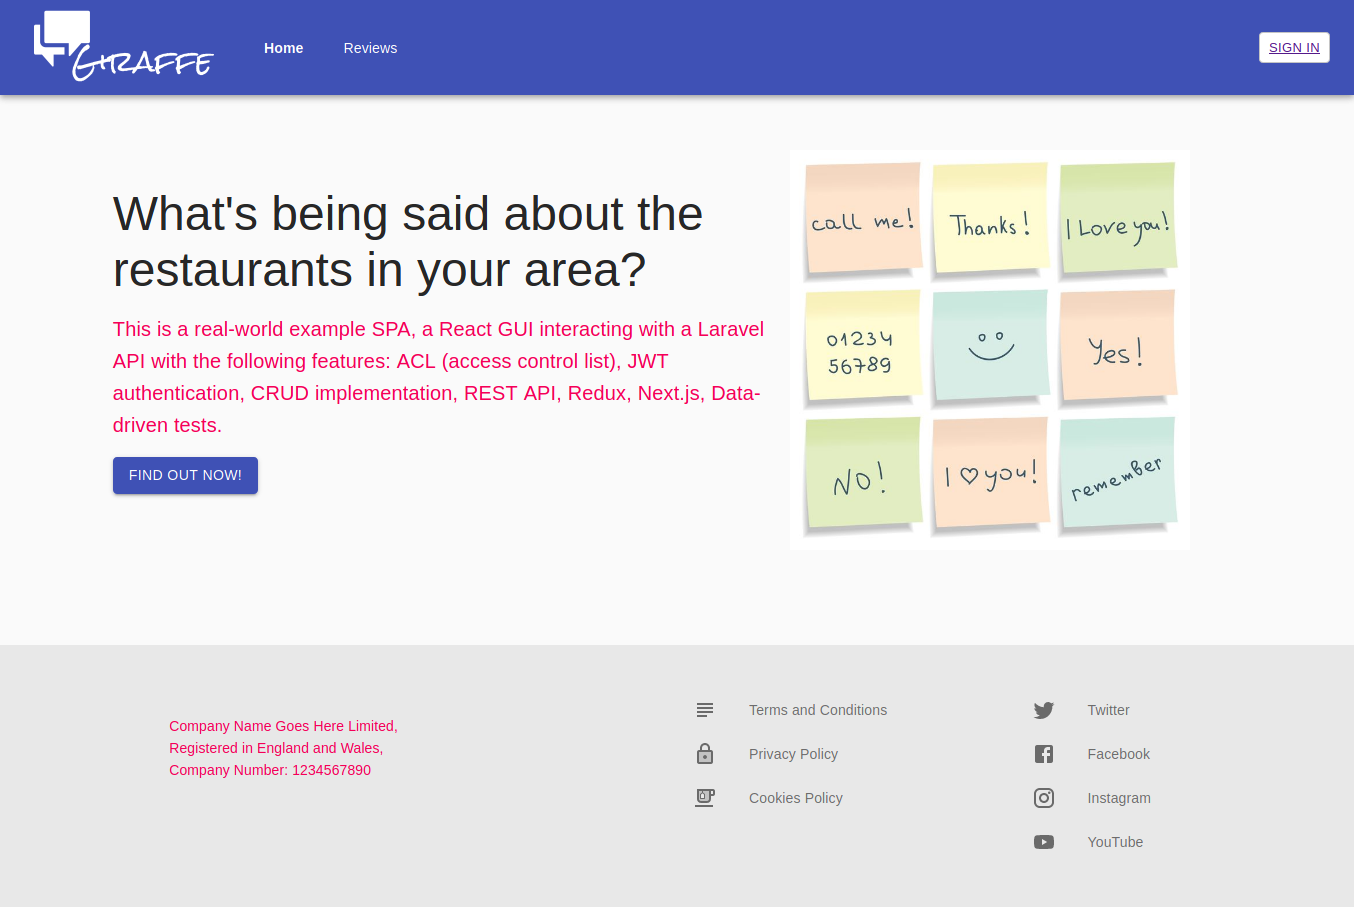 GIRAFFE
Home
Reviews
SIGN IN
What's being said about the
restaurants in your area?
This is a real-world example SPA, a React GUI interacting with a Laravel
API with the following features: ACL (access control list), JWT
authentication, CRUD implementation, REST API, Redux, Next.js, Data-
driven tests.
FIND OUT NOW!
call me!
Thanks!
I Love you!
01234
56789
Yes!
NO!
I ♡ you!
remember
Company Name Goes Here Limited,
Registered in England and Wales,
Company Number: 1234567890
Terms and Conditions
Privacy Policy
Cookies Policy
Twitter
Facebook
Instagram
YouTube